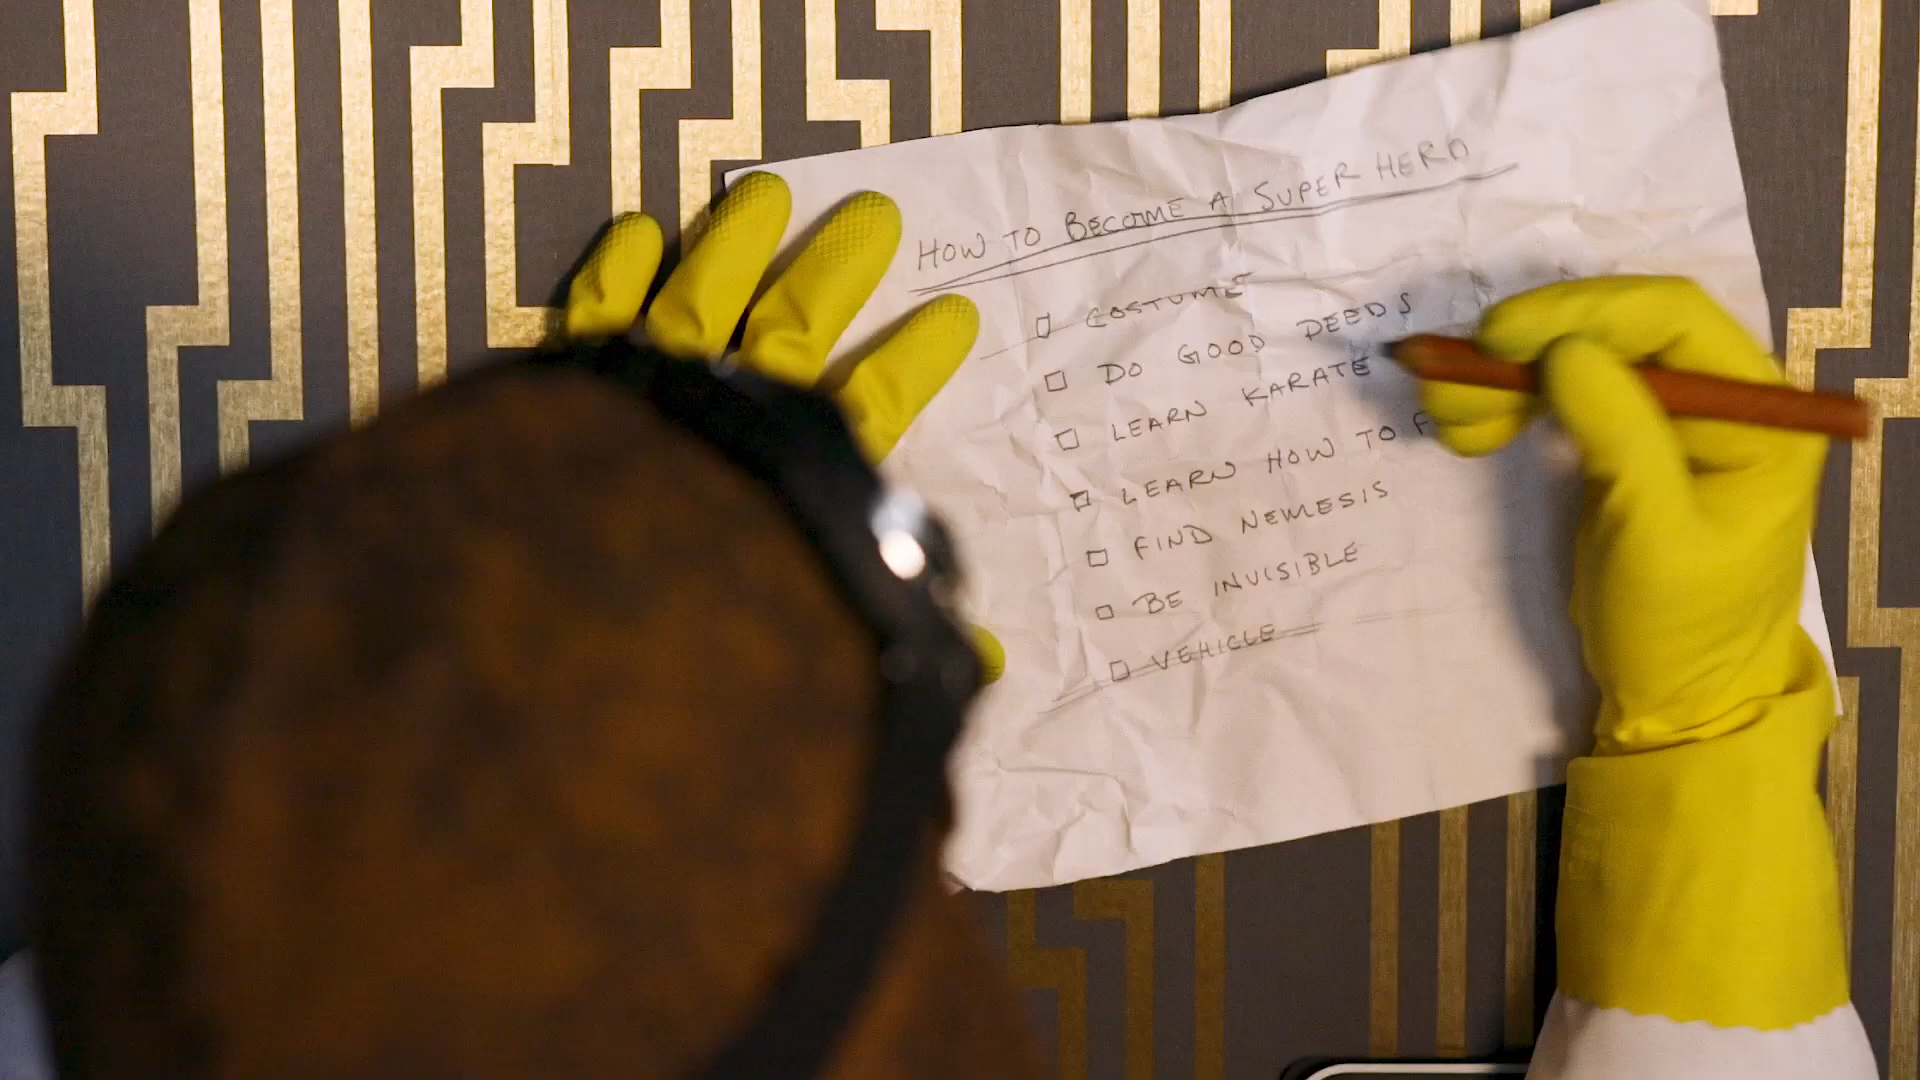 HOW TO BECOME A SUPER HERO
COSTUME
DO GOOD DEEDS
LEARN KARATE
LEARN HOW TO
FIND NEMESIS
BE INVISIBLE
VEHICLE